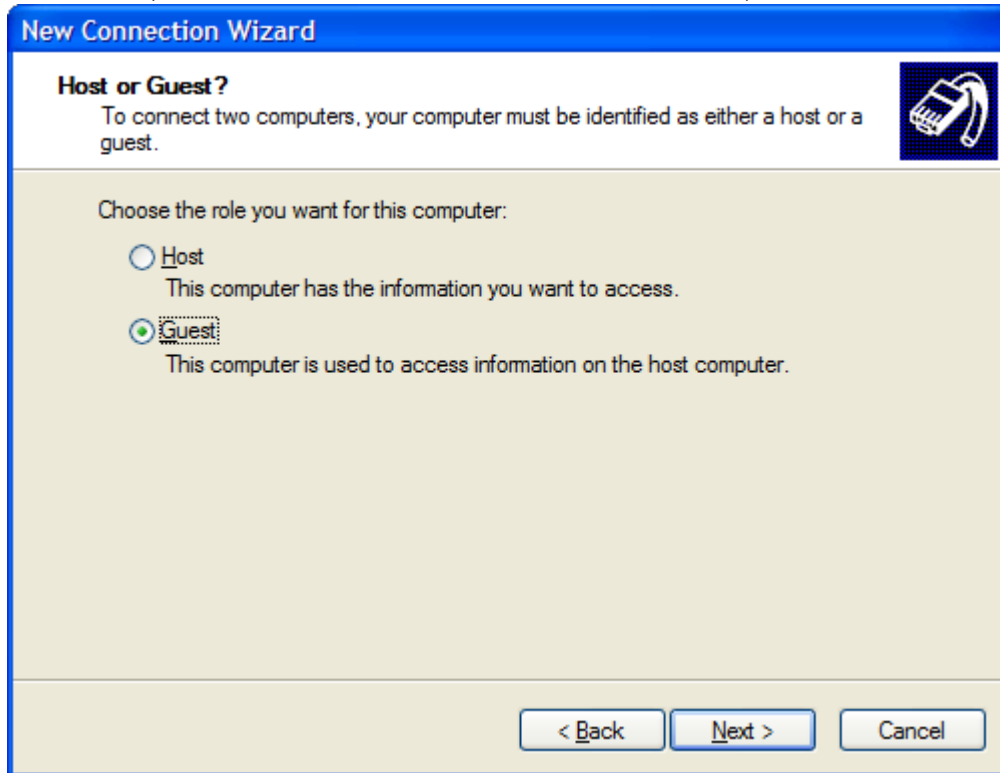 New Connection Wizard
Host or Guest?
To connect two computers, your computer must be identified as either a host or a
guest.
Choose the role you want for this computer:
Host
This computer has the information you want to access.
Guest
This computer is used to access information on the host computer.
< Back Next > Cancel